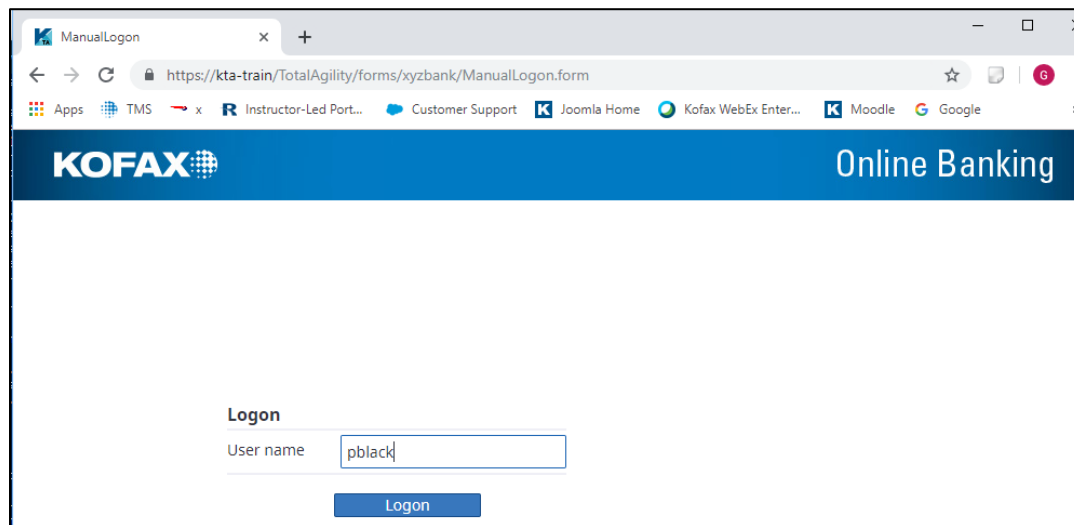 ManualLogon
https://kta-train/TotalAgility/forms/xyzbank/ManualLogon.form
G
Apps TMS x R Instructor-Led Port... Customer Support K Joomla Home Kofax WebEx Enter... K Moodle G Google
KOFAX Online Banking
Logon
User name pblack
Logon